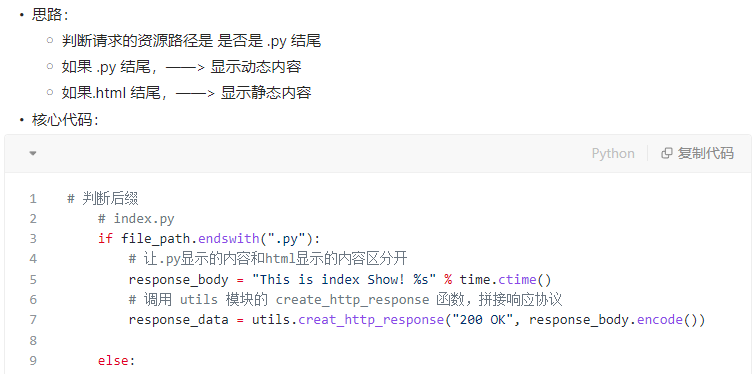 • 思路：
○ 判断请求的资源路径是 是否是 .py 结尾
○ 如果 .py 结尾，——> 显示动态内容
○ 如果.html 结尾，——> 显示静态内容
• 核心代码：
Python 复制代码
1 # 判断后缀
2     # index.py
3     if file_path.endswith(".py"):
4         # 让.py显示的内容和html显示的内容区分开
5         response_body = "This is index Show! %s" % time.ctime()
6         # 调用 utils 模块的 create_http_response 函数，拼接响应协议
7         response_data = utils.creat_http_response("200 OK", response_body.encode())
8
9     else: